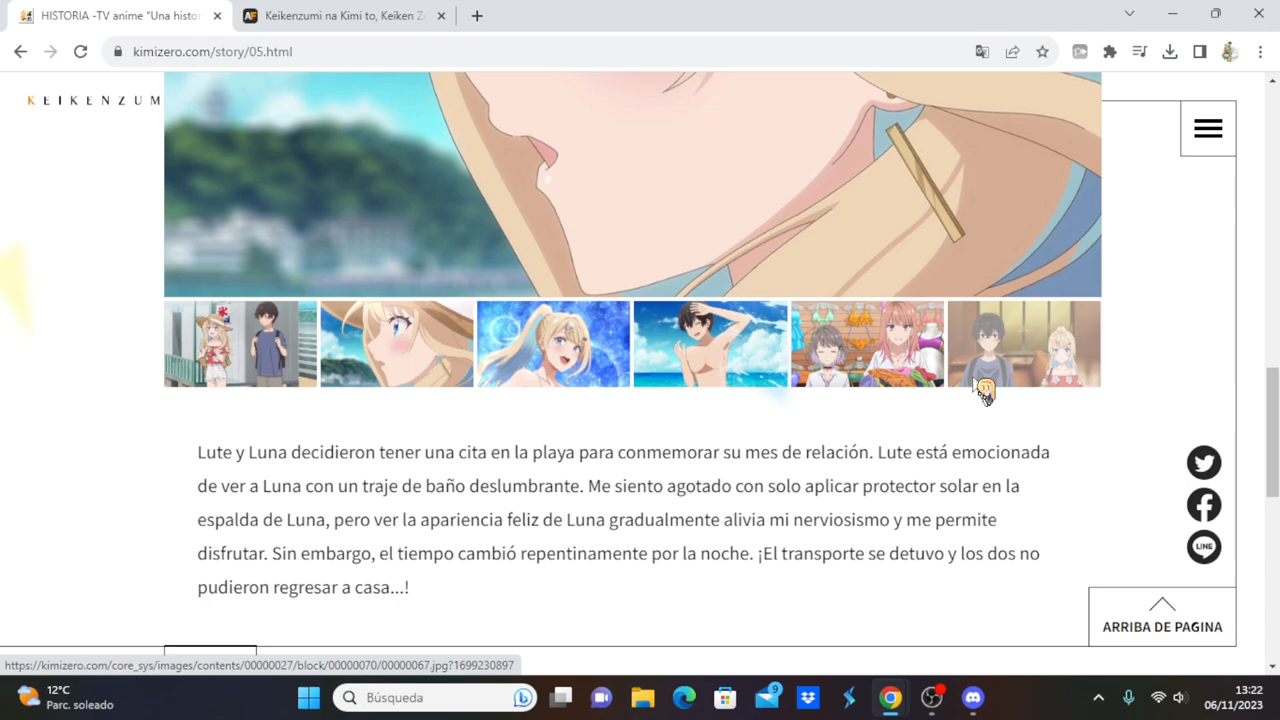 HISTORIA -TV anime "Una histor
Keikenzumi na Kimi to, Keiken Z
kimizero.com/story/05.html
KEIKENZUM
Lute y Luna decidieron tener una cita en la playa para conmemorar su mes de relación. Lute está emocionada
de ver a Luna con un traje de baño deslumbrante. Me siento agotado con solo aplicar protector solar en la
espalda de Luna, pero ver la apariencia feliz de Luna gradualmente alivia mi nerviosismo y me permite
disfrutar. Sin embargo, el tiempo cambió repentinamente por la noche. ¡El transporte se detuvo y los dos no
pudieron regresar a casa...!
LINE
ARRIBA DE PAGINA
https://kimizero.com/core_sys/images/contents/00000027/block/00000070/00000067.jpg?1699230897
12°C
Parc. soleado
Búsqueda
9
13:22
06/11/2023